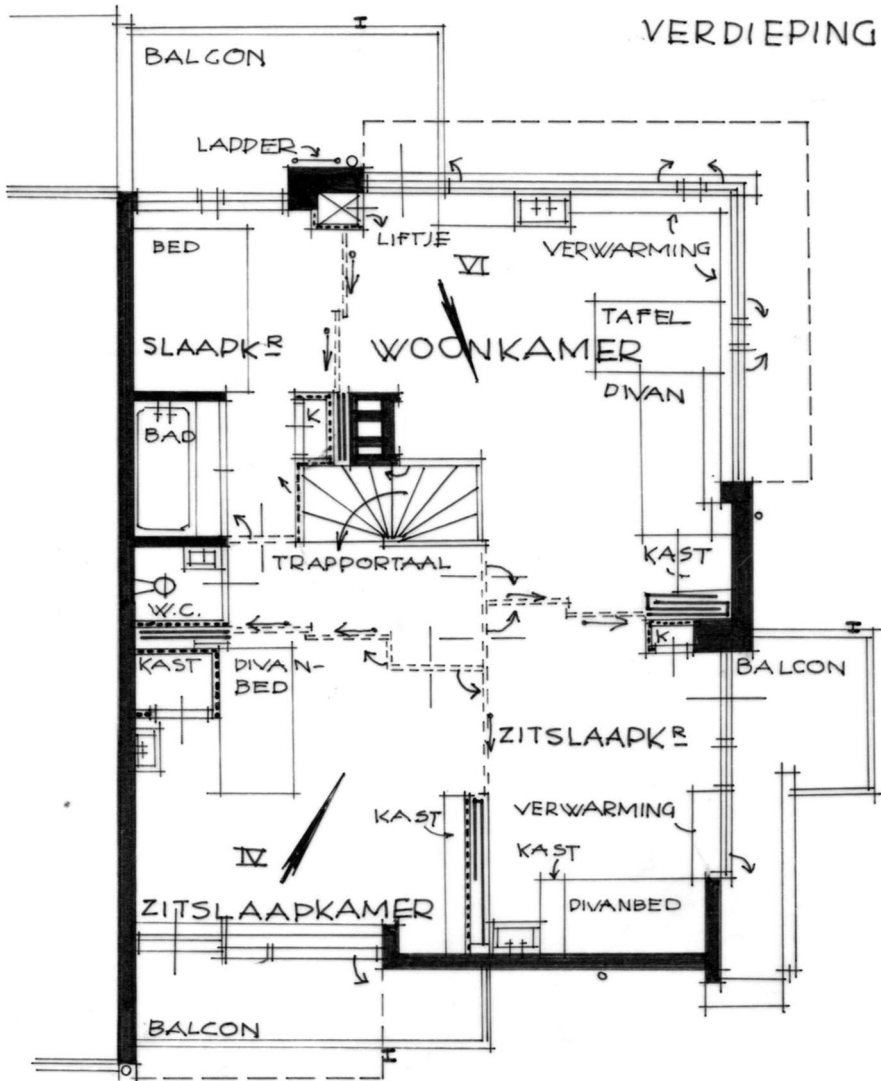 VERDIEPING
BALCON
LADDER
LIFTJE
BED
VI
VERWARMING
TAFEL
SLAAPKR
WOONKAMER
DIVAN
K
BAD
TRAPPORTAAL
KAST
W.C.
K
KAST
DIVAN-
BED
BALCON
ZITSLAAPKR
VERWARMING
KAST
KAST
IV
ZITSLAAPKAMER
DIVANBED
BALCON